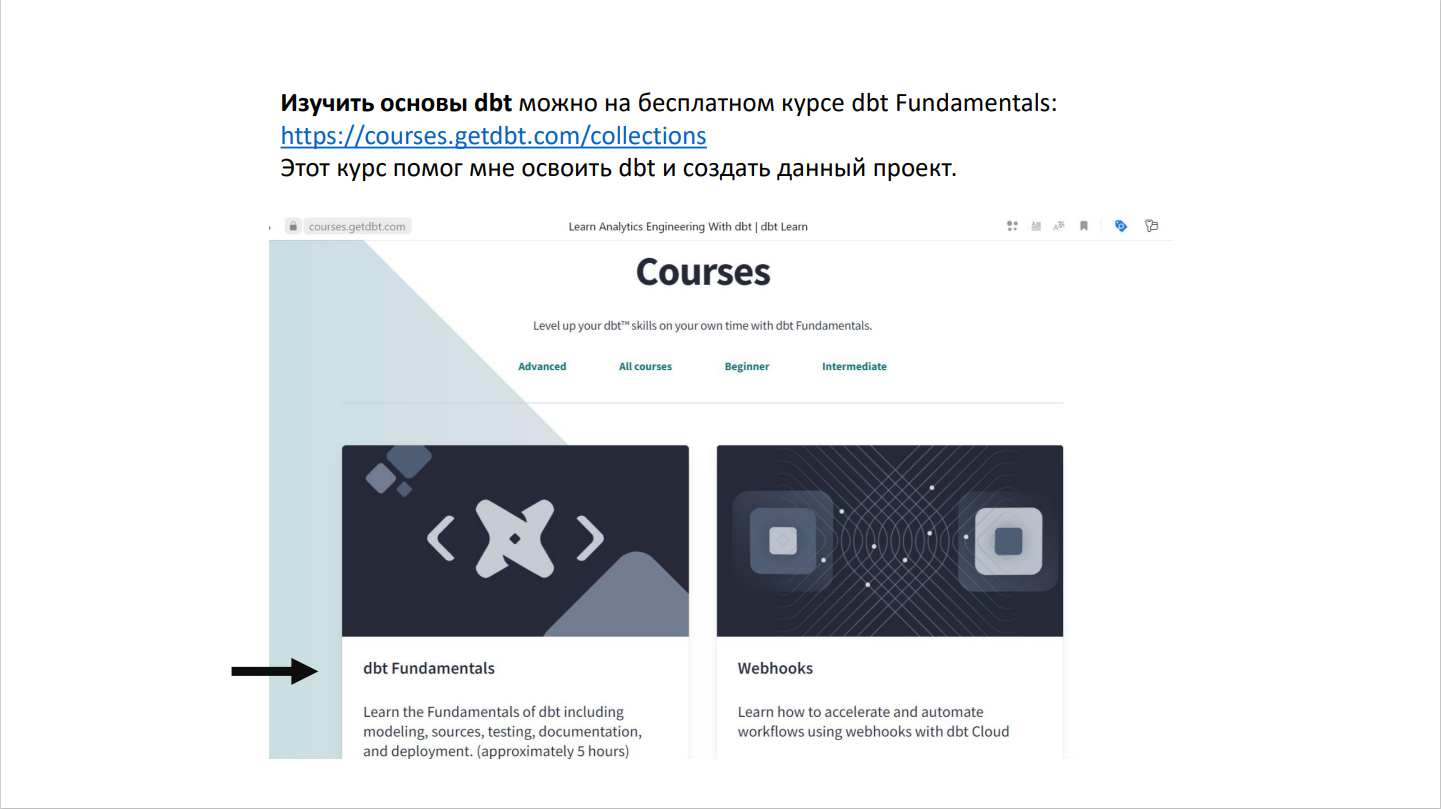 Изучить основы dbt можно на бесплатном курсе dbt Fundamentals:
https://courses.getdbt.com/collections
Этот курс помог мне освоить dbt и создать данный проект.
courses.getdbt.com
Learn Analytics Engineering With dbt | dbt Learn
Courses
Level up your dbt™ skills on your own time with dbt Fundamentals.
Advanced
All courses
Beginner
Intermediate
dbt Fundamentals
Learn the Fundamentals of dbt including
modeling, sources, testing, documentation,
and deployment. (approximately 5 hours)
Webhooks
Learn how to accelerate and automate
workflows using webhooks with dbt Cloud